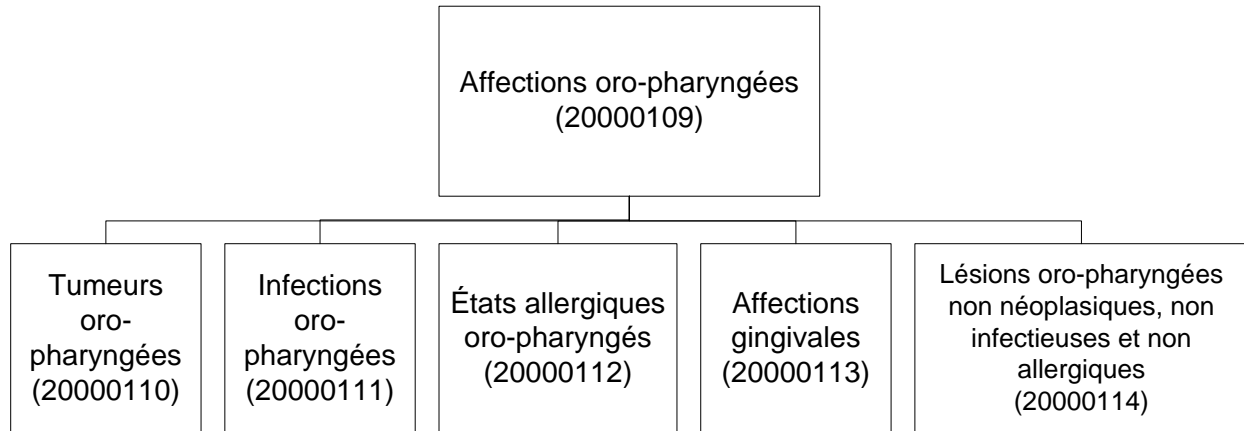 Affections oro-pharyngées
(20000109)
Tumeurs
oro-
pharyngées
(20000110)
Infections
oro-
pharyngées
(20000111)
États allergiques
oro-pharyngés
(20000112)
Affections
gingivales
(20000113)
Lésions oro-pharyngées
non néoplasiques, non
infectieuses et non
allergiques
(20000114)